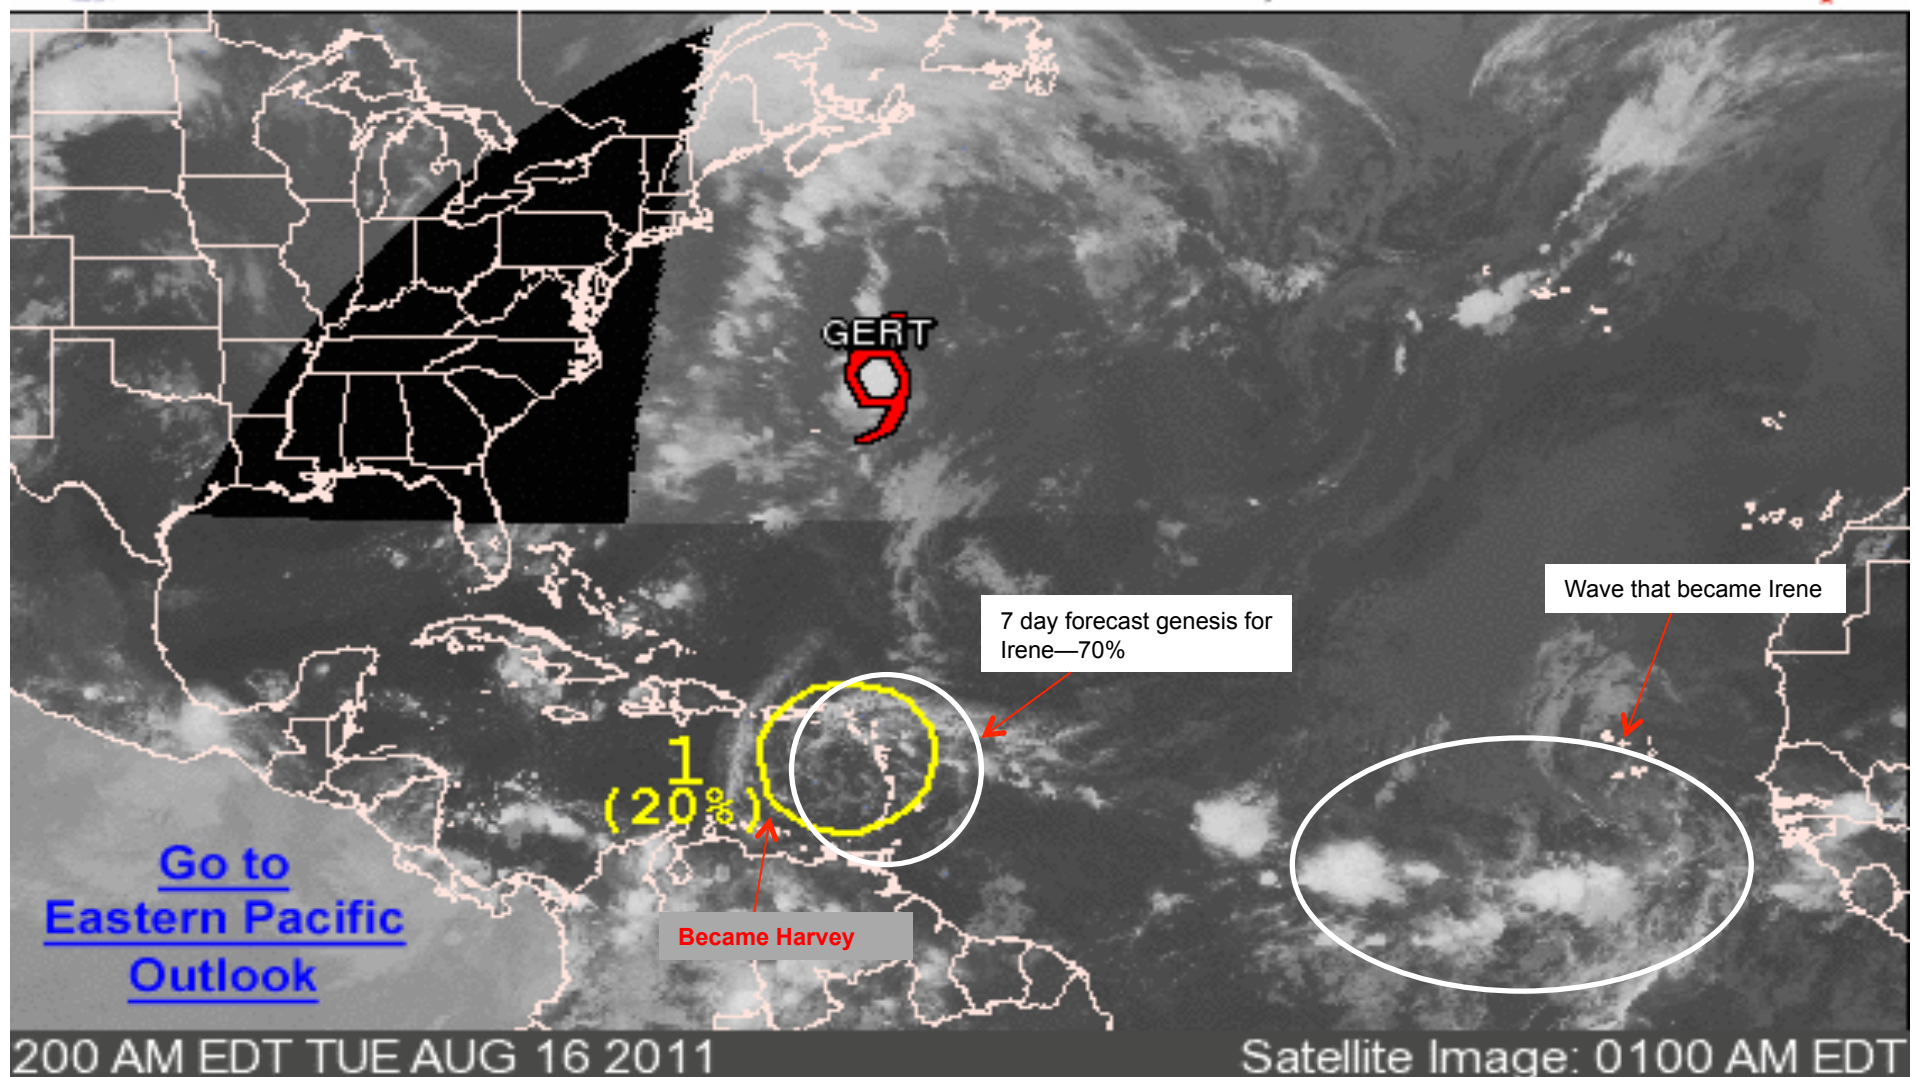 GERT
Wave that became Irene
7 day forecast genesis for
Irene—70%
1
(20%)
Go to
Eastern Pacific
Outlook
Became Harvey
200 AM EDT TUE AUG 16 2011
Satellite Image: 0100 AM EDT